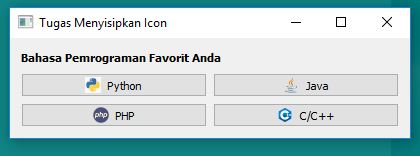 Tugas Menyisipkan Icon
Bahasa Pemrograman Favorit Anda
Python Java
php PHP C/C++